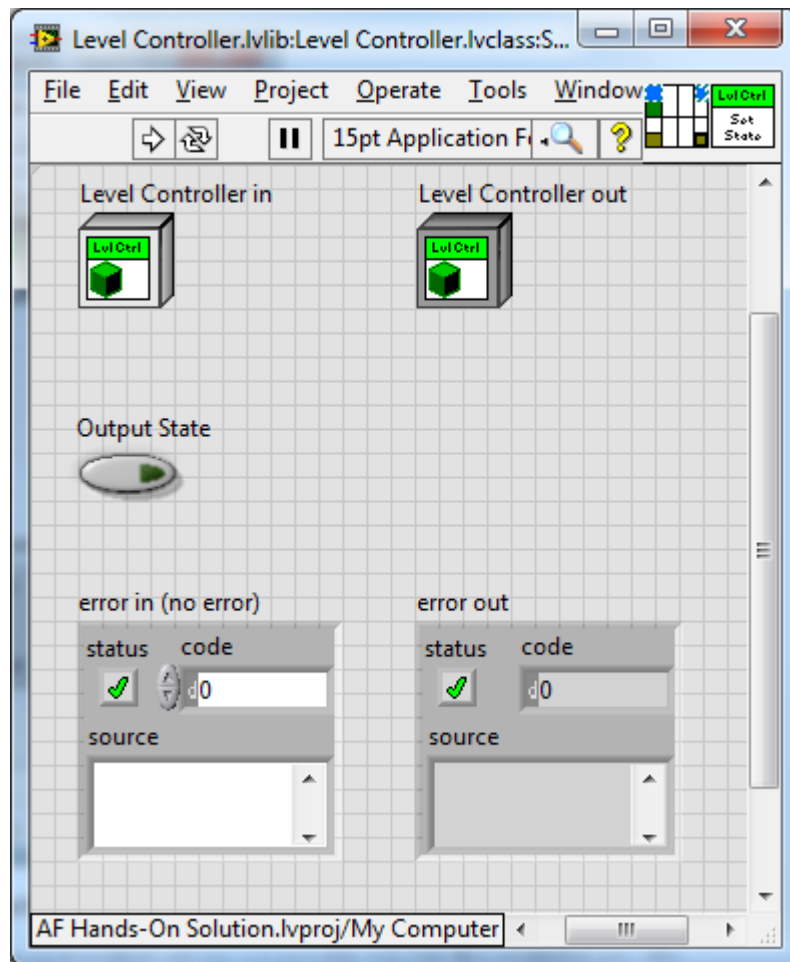 Level Controller.lvlib:Level Controller.lvclass:S...
File Edit View Project Operate Tools Window
15pt Application F
Lvl Ctrl
Set
State
Level Controller in
Level Controller out
Lvl Ctrl
Lvl Ctrl
Output State
error in (no error)
error out
status code
status code
d0
d0
source
source
AF Hands-On Solution.lvproj/My Computer